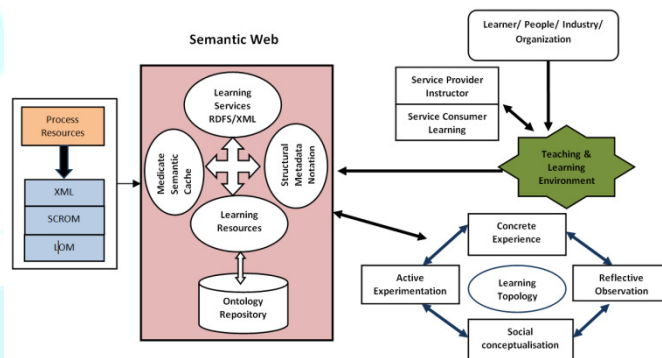 Semantic Web
Process
Resources
XML
SCROM
LOM
Learning
Services
RDFS/XML
Medicate
Semantic
Cache
Structural
Metadata
Notation
Learning
Resources
Ontology
Repository
Learner/ People/ Industry/
Organization
Service Provider
Instructor
Service Consumer
Learning
Teaching &
Learning
Environment
Concrete
Experience
Active
Experimentation
Learning
Topology
Reflective
Observation
Social
conceptualisation